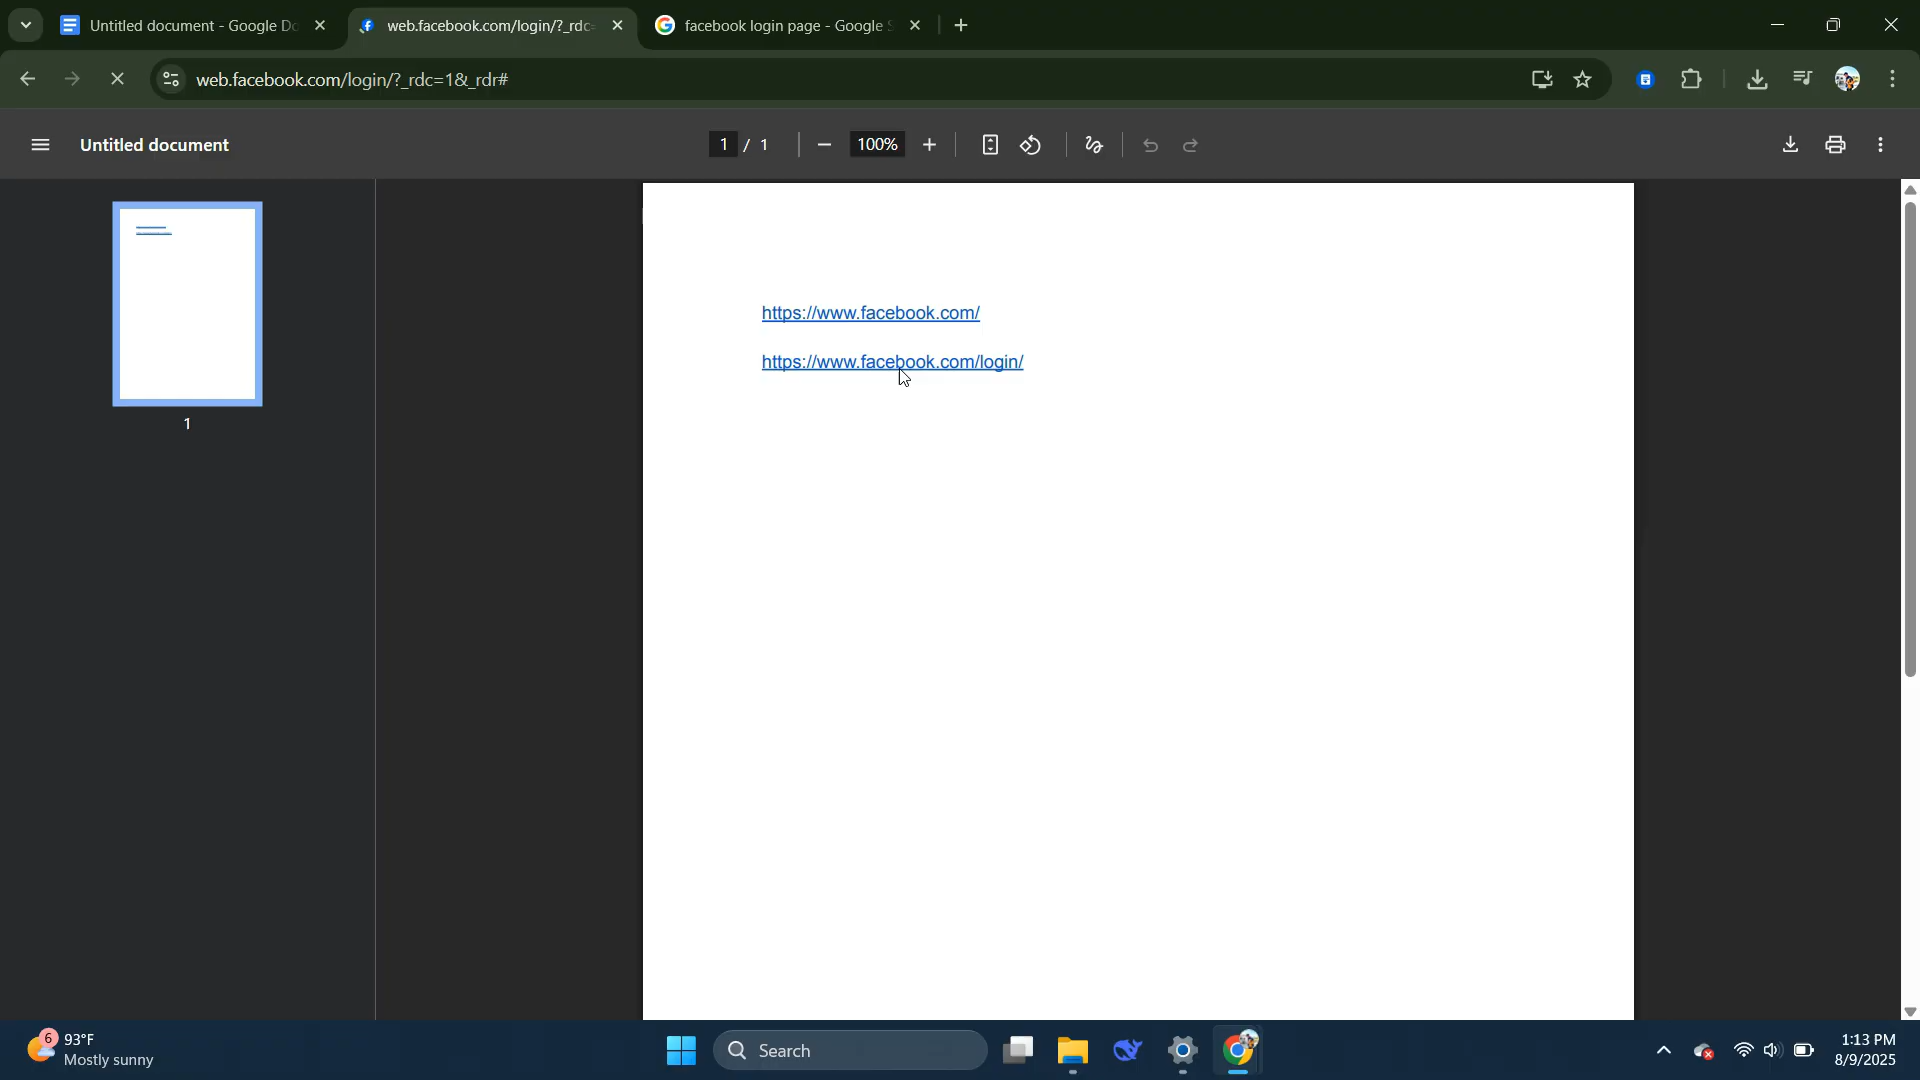 Untitled document - Google Do
web.facebook.com/login/?_rdc=
facebook login page - Google S
web.facebook.com/login/?_rdc=1&_rdr#
Untitled document
1 / 1
100%
https://www.facebook.com/
https://www.facebook.com/login/
1
6
93°F
Mostly sunny
Search
1:13 PM
8/9/2025